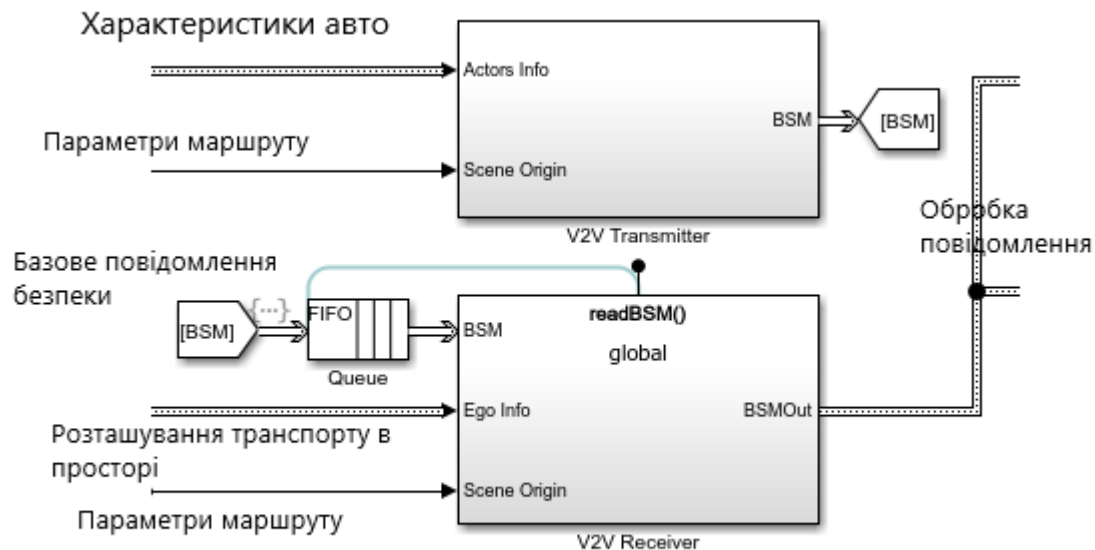 Характеристики авто
Actors Info
BSM
[BSM]
Параметри маршруту
Scene Origin
V2V Transmitter
Обробка
повідомлення
Базове повідомлення
безпеки
{...}
[BSM]
FIFO
Queue
readBSM()
global
BSM
Ego Info
BSMOut
Розташування транспорту в
просторі
Scene Origin
Параметри маршруту
V2V Receiver